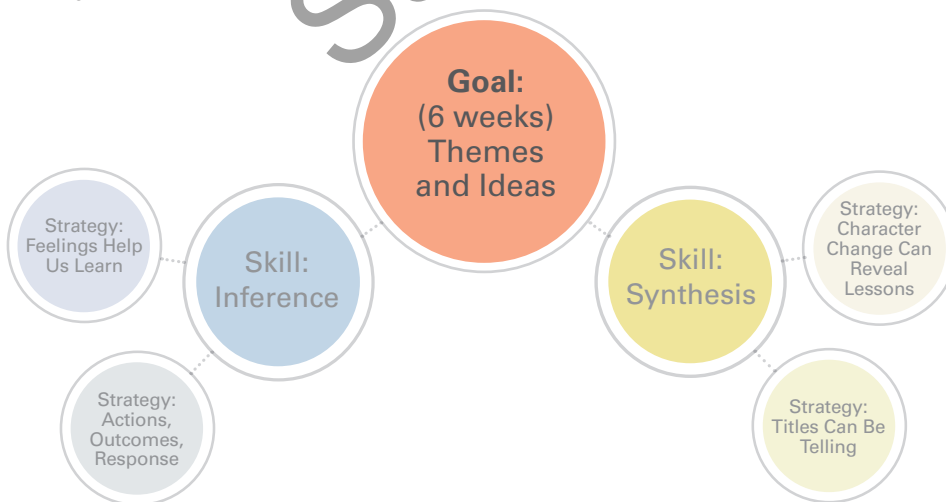 Goal:
(6 weeks)
Themes
and Ideas
Skill:
Inference
Strategy:
Feelings Help
Us Learn
Strategy:
Actions,
Outcomes,
Response
Skill:
Synthesis
Strategy:
Character
Change Can
Reveal
Lessons
Strategy:
Titles Can Be
Telling